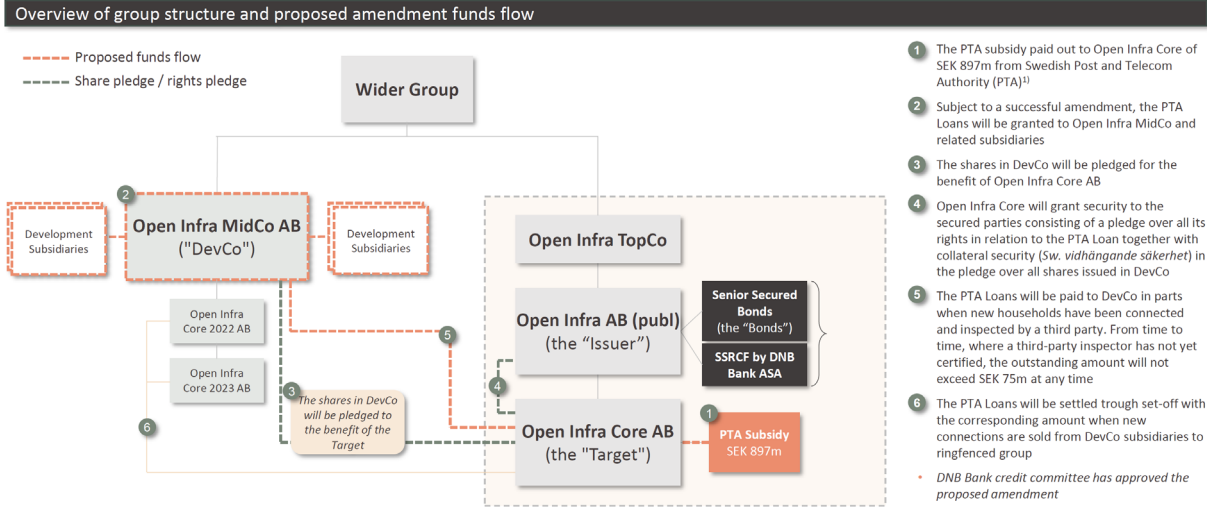 Overview of group structure and proposed amendment funds flow
Proposed funds flow
Share pledge / rights pledge
Wider Group
2
Development
Subsidiaries
Open Infra MidCo AB
("DevCo")
Development
Subsidiaries
Open Infra
Core 2022 AB
Open Infra
Core 2023 AB
3
The shares in DevCo
will be pledged to
the benefit of the
Target
6
5
4
Open Infra TopCo
Open Infra AB (publ)
(the “Issuer”)
Senior Secured
Bonds
(the “Bonds”)
SSRCF by DNB
Bank ASA
Open Infra Core AB
(the "Target")
1
PTA Subsidy
SEK 897m
1
The PTA subsidy paid out to Open Infra Core of
SEK 897m from Swedish Post and Telecom
Authority (PTA)1)
2
Subject to a successful amendment, the PTA
Loans will be granted to Open Infra MidCo and
related subsidiaries
3
The shares in DevCo will be pledged for the
benefit of Open Infra Core AB
4
Open Infra Core will grant security to the
secured parties consisting of a pledge over all its
rights in relation to the PTA Loan together with
collateral security (Sw. vidhängande säkerhet) in
the pledge over all shares issued in DevCo
5
The PTA Loans will be paid to DevCo in parts
when new households have been connected
and inspected by a third party. From time to
time, where a third-party inspector has not yet
certified, the outstanding amount will not
exceed SEK 75m at any time
6
The PTA Loans will be settled trough set-off with
the corresponding amount when new
connections are sold from DevCo subsidiaries to
ringfenced group
• DNB Bank credit committee has approved the
proposed amendment